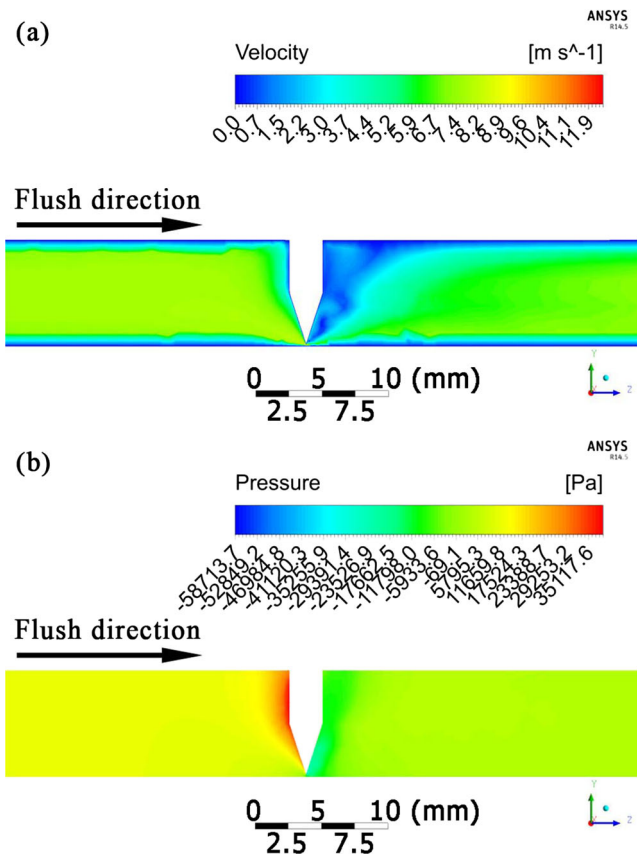 (a)
ANSYS
R14.5
Velocity [m s^-1]
0.0 0.7 1.5 2.2 3.0 3.7 4.4 5.2 5.9 6.7 7.4 8.2 8.9 9.6 10.4 11.1 11.9
Flush direction
0 5 10 (mm)
2.5 7.5
Y
Z
(b)
ANSYS
R14.5
Pressure [Pa]
-58713.7 -52849.2 -46984.8 -41120.3 -35255.9 -29391.4 -23526.9 -17662.5 -11798.0 -5933.6 -69.1 5795.3 11659.8 17524.3 23388.7 29253.2 35117.6
Flush direction
0 5 10 (mm)
2.5 7.5
Y
Z